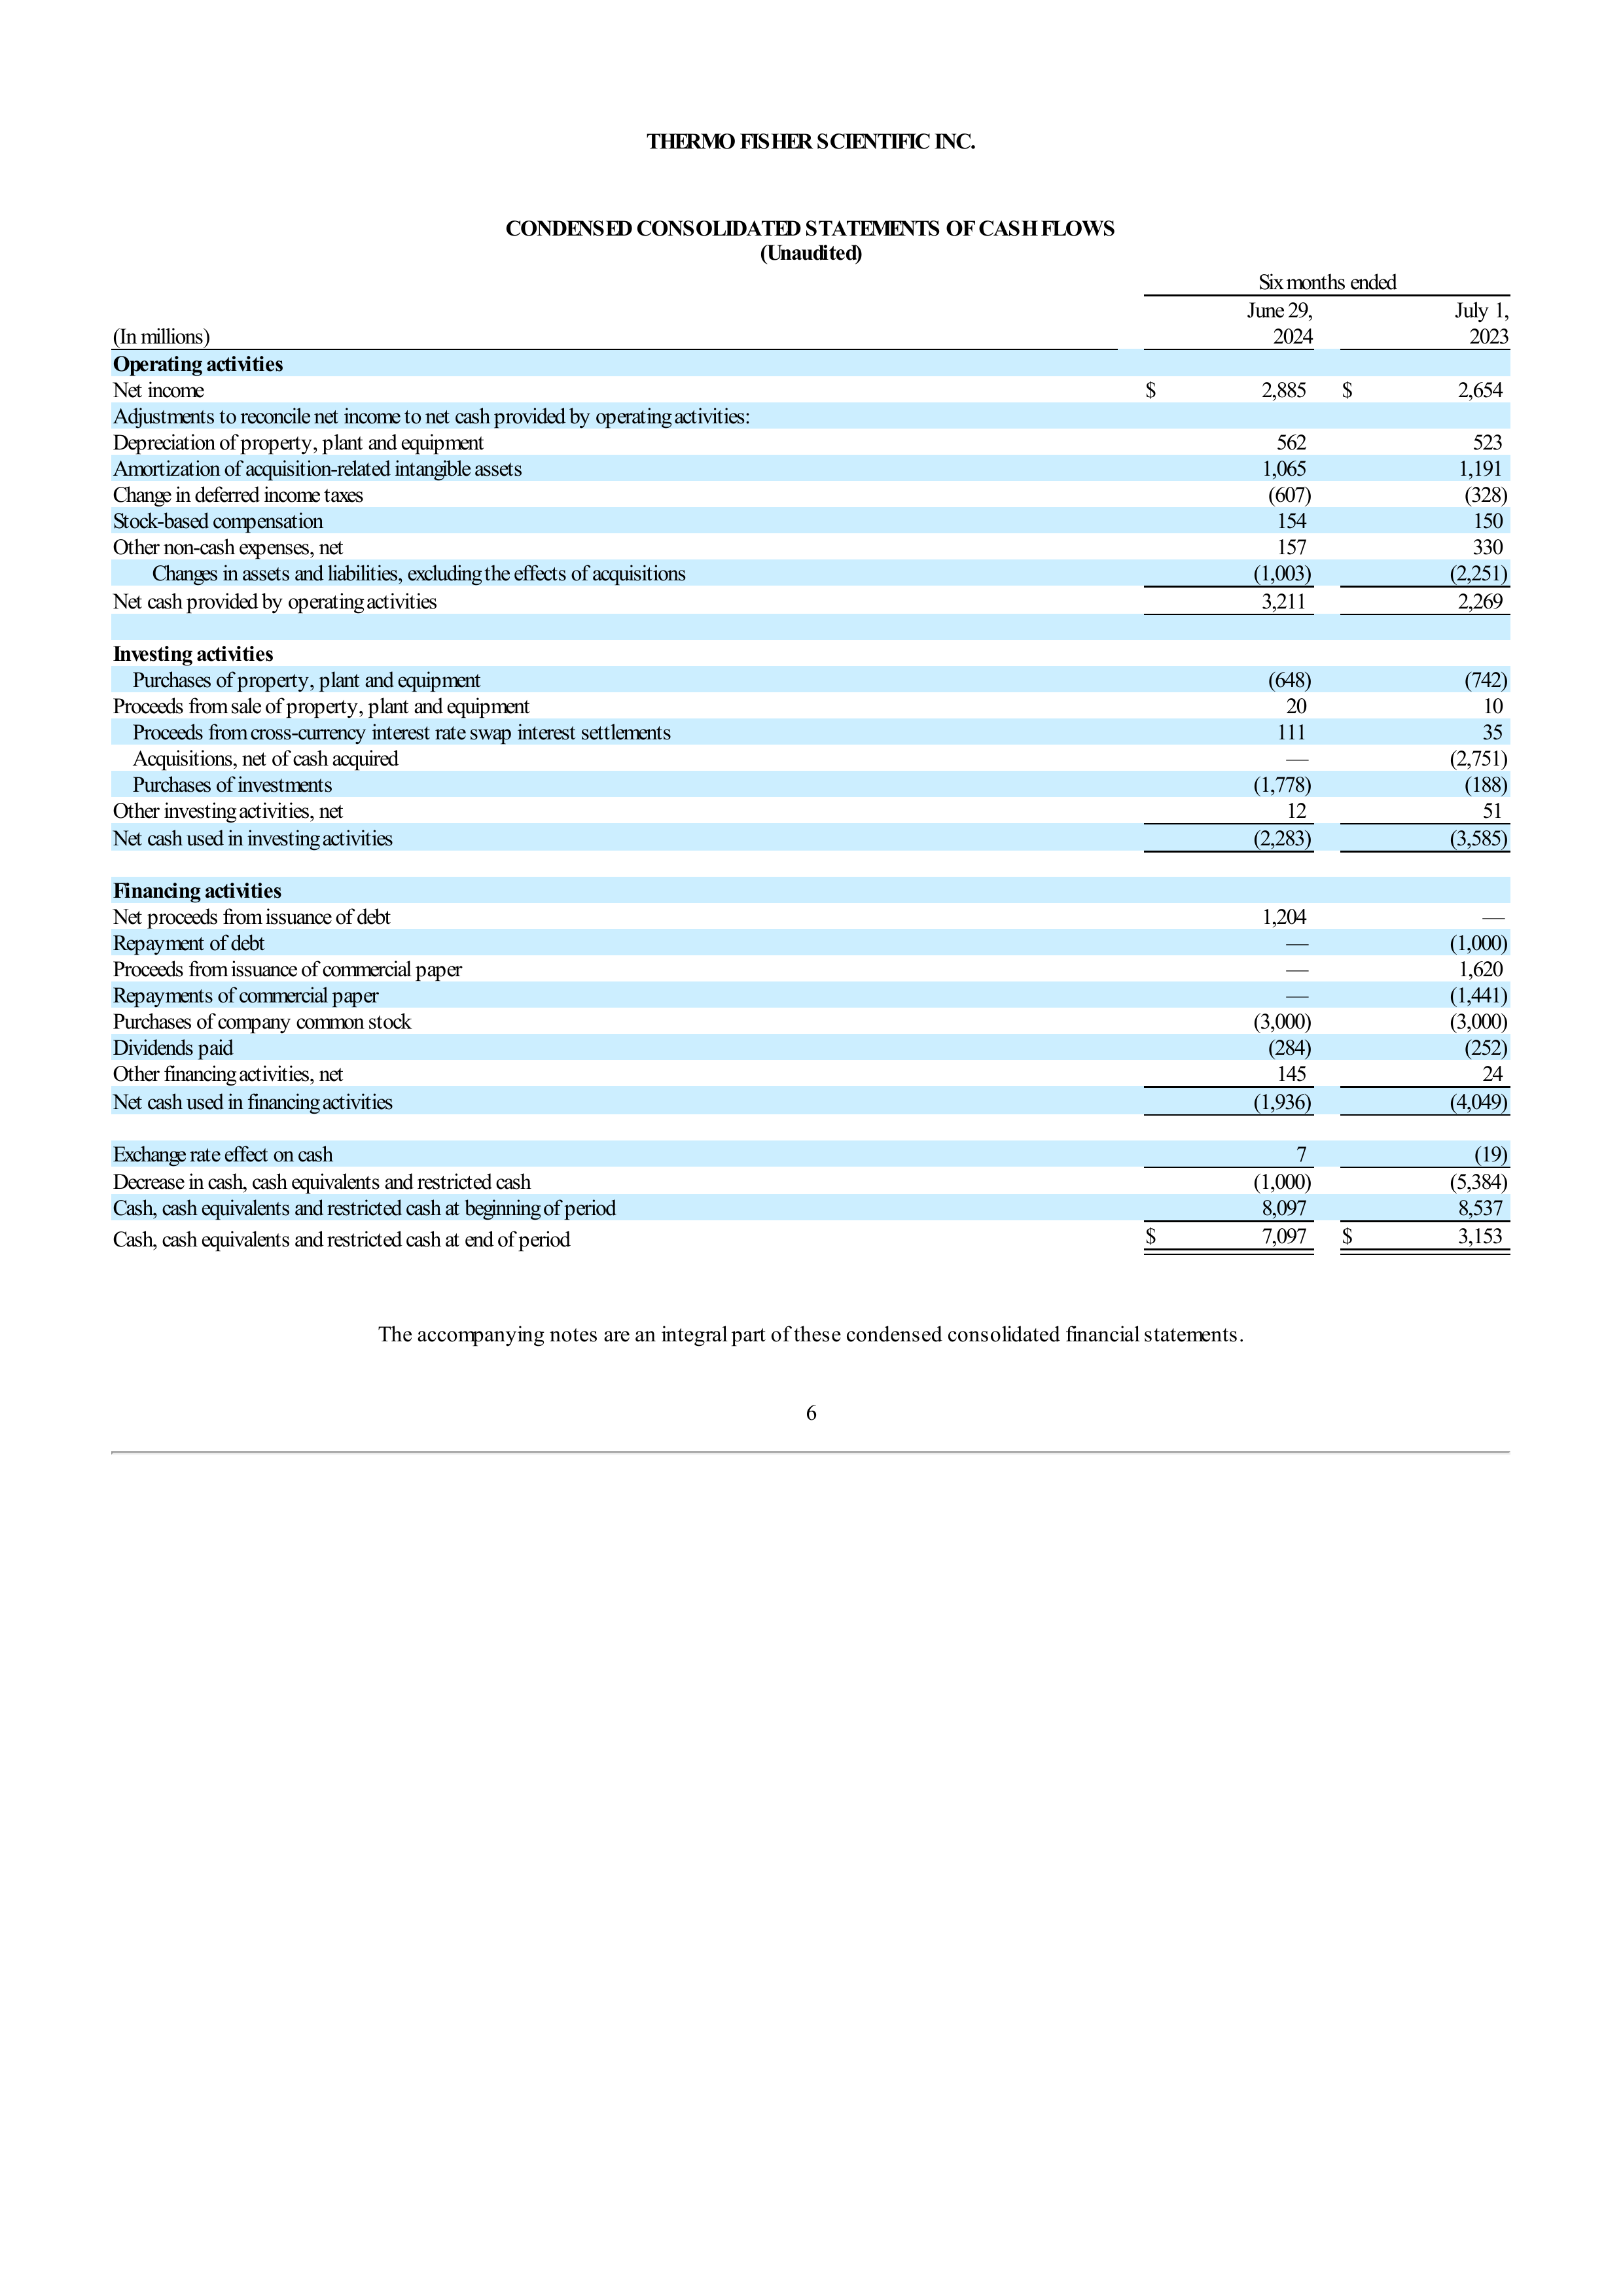 THERMO FISHER SCIENTIFIC INC.
CONDENSED CONSOLIDATED STATEMENTS OF CASH FLOWS
(Unaudited)
Six months ended
June 29, July 1,
(In millions) 2024 2023
Operating activities
Net income $ 2,885 $ 2,654
Adjustments to reconcile net income to net cash provided by operating activities:
Depreciation of property, plant and equipment 562 523
Amortization of acquisition-related intangible assets 1,065 1,191
Change in deferred income taxes (607) (328)
Stock-based compensation 154 150
Other non-cash expenses, net 157 330
Changes in assets and liabilities, excluding the effects of acquisitions (1,003) (2,251)
Net cash provided by operating activities 3,211 2,269
Investing activities
Purchases of property, plant and equipment (648) (742)
Proceeds from sale of property, plant and equipment 20 10
Proceeds from cross-currency interest rate swap interest settlements 111 35
Acquisitions, net of cash acquired — (2,751)
Purchases of investments (1,778) (188)
Other investing activities, net 12 51
Net cash used in investing activities (2,283) (3,585)
Financing activities
Net proceeds from issuance of debt 1,204 —
Repayment of debt — (1,000)
Proceeds from issuance of commercial paper — 1,620
Repayments of commercial paper — (1,441)
Purchases of company common stock (3,000) (3,000)
Dividends paid (284) (252)
Other financing activities, net 145 24
Net cash used in financing activities (1,936) (4,049)
Exchange rate effect on cash 7 (19)
Decrease in cash, cash equivalents and restricted cash (1,000) (5,384)
Cash, cash equivalents and restricted cash at beginning of period 8,097 8,537
Cash, cash equivalents and restricted cash at end of period $ 7,097 $ 3,153
The accompanying notes are an integral part of these condensed consolidated financial statements.
6